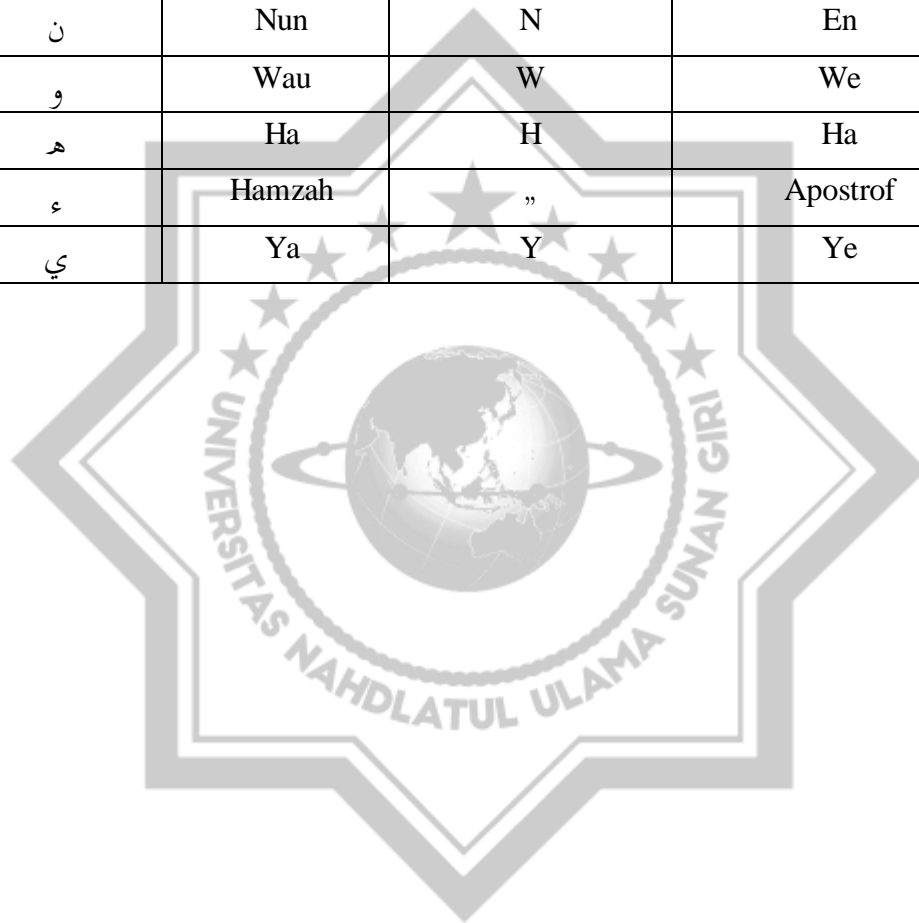 ن Nun N En
و Wau W We
ه Ha H Ha
ء Hamzah ” Apostrof
ي Ya Y Ye
UNIVERSITAS NAHDLATUL ULAMA SUNAN GIRI